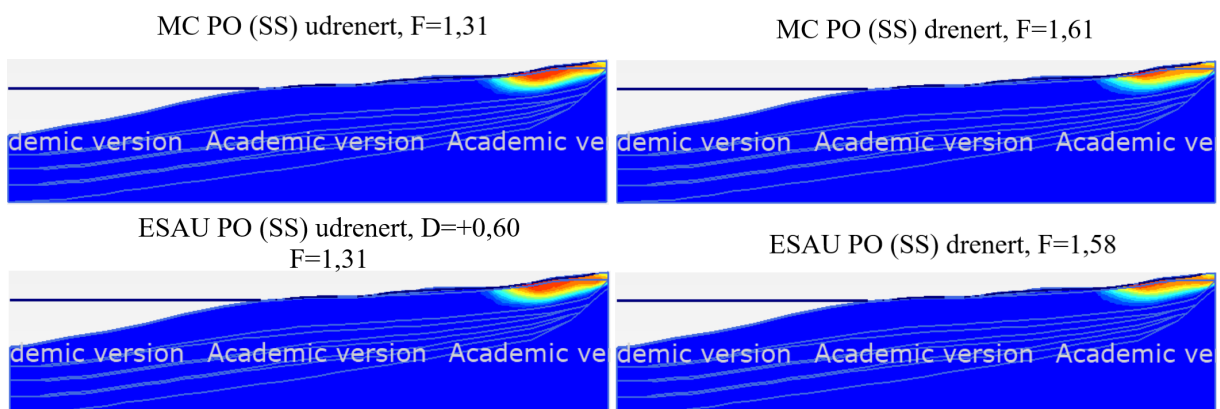 MC PO (SS) udrenert, F=1,31
MC PO (SS) drenert, F=1,61
demic version Academic version Academic ve
demic version Academic version Academic ve
ESAU PO (SS) udrenert, D=+0,60
F=1,31
ESAU PO (SS) drenert, F=1,58
demic version Academic version Academic ve
demic version Academic version Academic ve